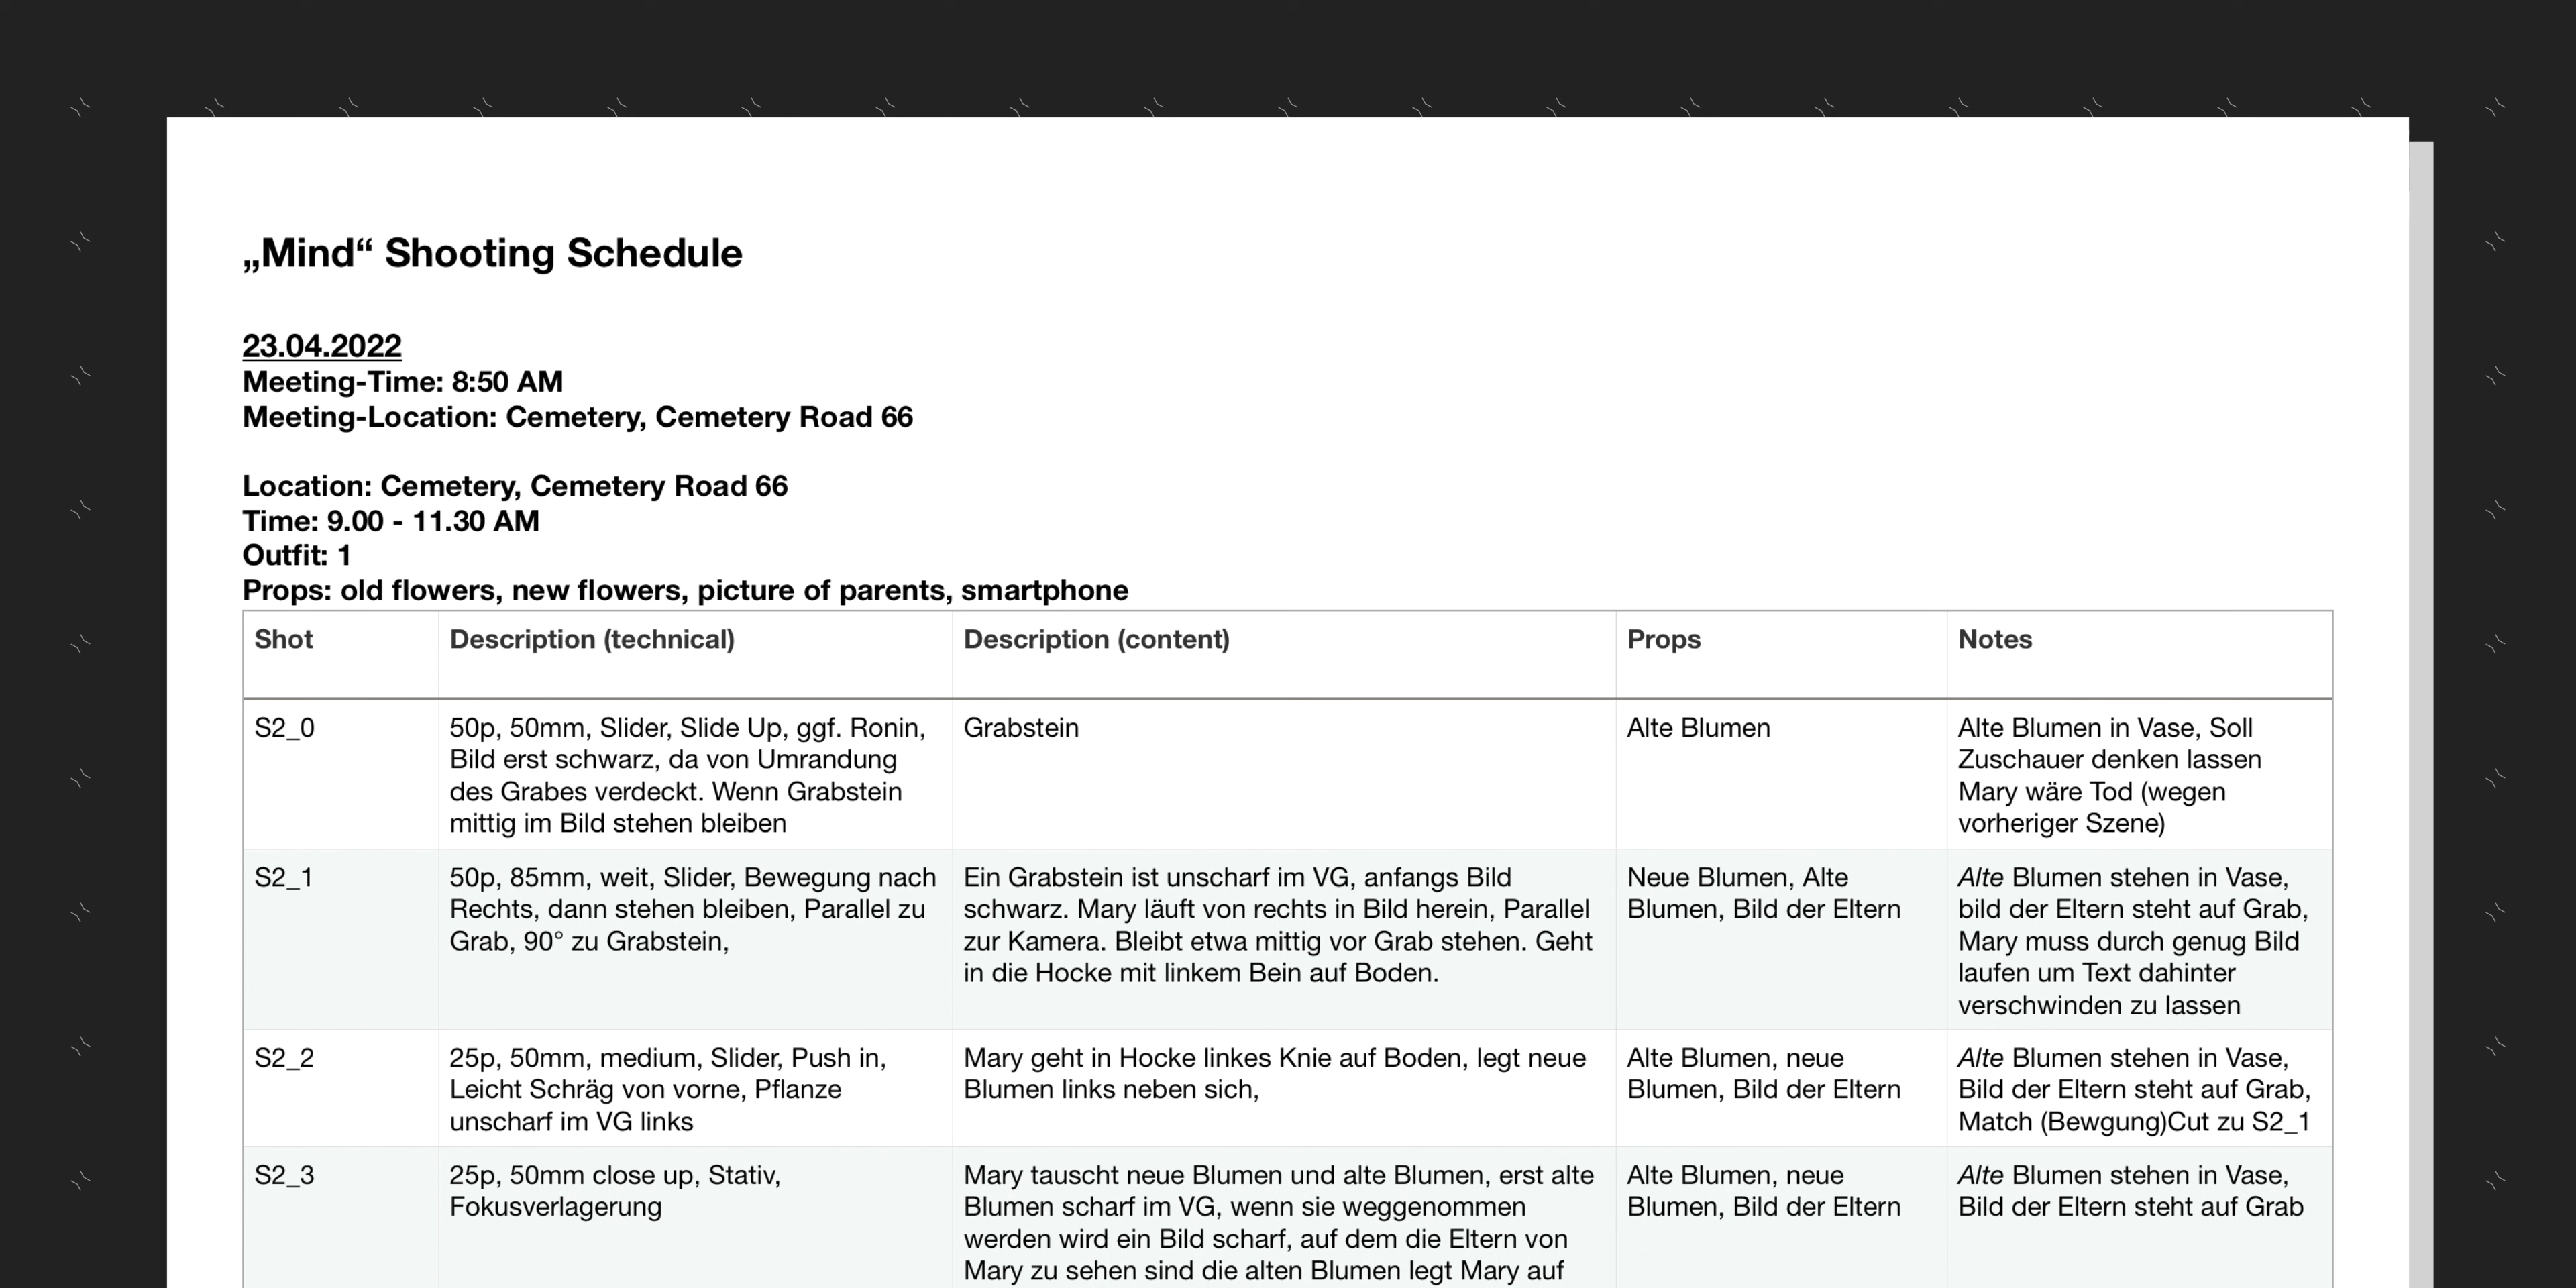 „Mind“ Shooting Schedule
23.04.2022
Meeting-Time: 8:50 AM
Meeting-Location: Cemetery, Cemetery Road 66
Location: Cemetery, Cemetery Road 66
Time: 9.00 - 11.30 AM
Outfit: 1
Props: old flowers, new flowers, picture of parents, smartphone
Shot
Description (technical)
Description (content)
Props
Notes
S2_0
50p, 50mm, Slider, Slide Up, ggf. Ronin,
Bild erst schwarz, da von Umrandung
des Grabes verdeckt. Wenn Grabstein
mittig im Bild stehen bleiben
Grabstein
Alte Blumen
Alte Blumen in Vase, Soll
Zuschauer denken lassen
Mary wäre Tod (wegen
vorheriger Szene)
S2_1
50p, 85mm, weit, Slider, Bewegung nach
Rechts, dann stehen bleiben, Parallel zu
Grab, 90° zu Grabstein,
Ein Grabstein ist unscharf im VG, anfangs Bild
schwarz. Mary läuft von rechts in Bild herein, Parallel
zur Kamera. Bleibt etwa mittig vor Grab stehen. Geht
in die Hocke mit linkem Bein auf Boden.
Neue Blumen, Alte
Blumen, Bild der Eltern
Alte Blumen stehen in Vase,
bild der Eltern steht auf Grab,
Mary muss durch genug Bild
laufen um Text dahinter
verschwinden zu lassen
S2_2
25p, 50mm, medium, Slider, Push in,
Leicht Schräg von vorne, Pflanze
unscharf im VG links
Mary geht in Hocke linkes Knie auf Boden, legt neue
Blumen links neben sich,
Alte Blumen, neue
Blumen, Bild der Eltern
Alte Blumen stehen in Vase,
Bild der Eltern steht auf Grab,
Match (Bewgung)Cut zu S2_1
S2_3
25p, 50mm close up, Stativ,
Fokusverlagerung
Mary tauscht neue Blumen und alte Blumen, erst alte
Blumen scharf im VG, wenn sie weggenommen
werden wird ein Bild scharf, auf dem die Eltern von
Mary zu sehen sind die alten Blumen legt Mary auf
Alte Blumen, neue
Blumen, Bild der Eltern
Alte Blumen stehen in Vase,
Bild der Eltern steht auf Grab